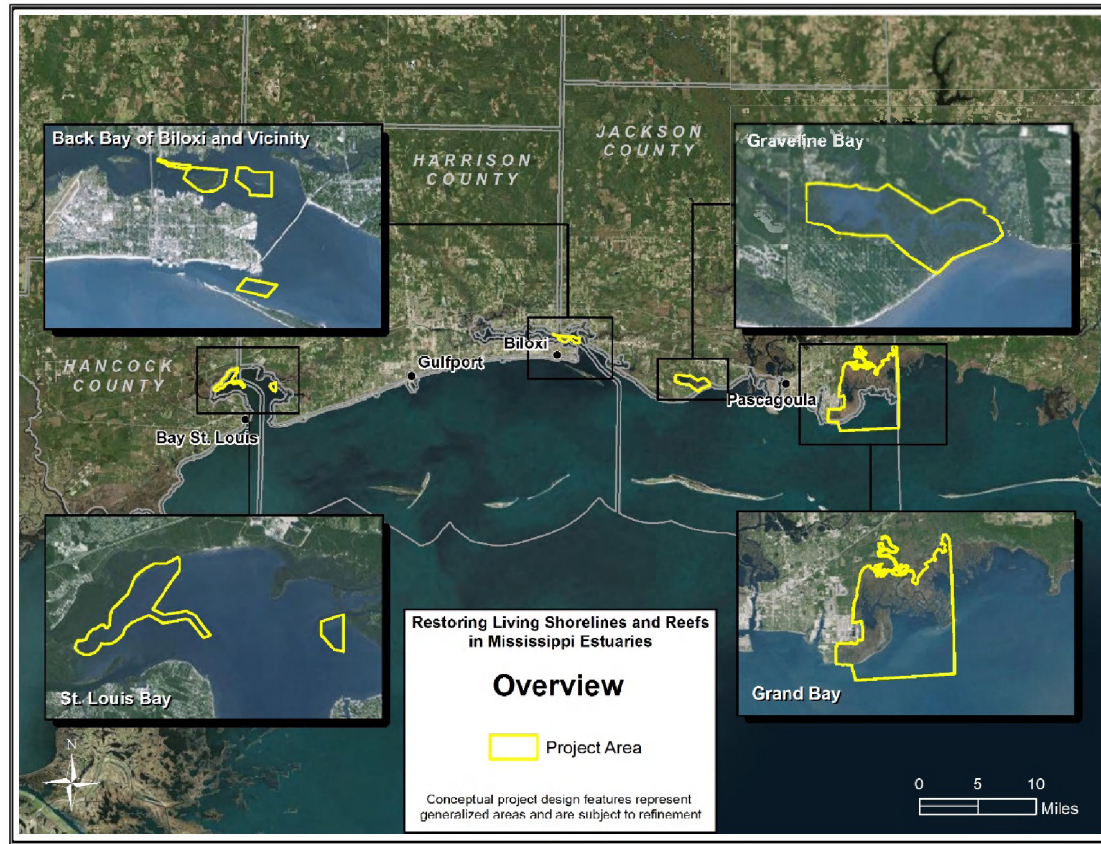 Back Bay of Biloxi and Vicinity
HARRISON
COUNTY
JACKSON
COUNTY
Graveline Bay
HANCOCK
COUNTY
Gulfport
Biloxi
Pascagoula
Bay St. Louis
St. Louis Bay
Restoring Living Shorelines and Reefs
in Mississippi Estuaries
Overview
Project Area
Conceptual project design features represent
generalized areas and are subject to refinement
Grand Bay
N
0 5 10
Miles